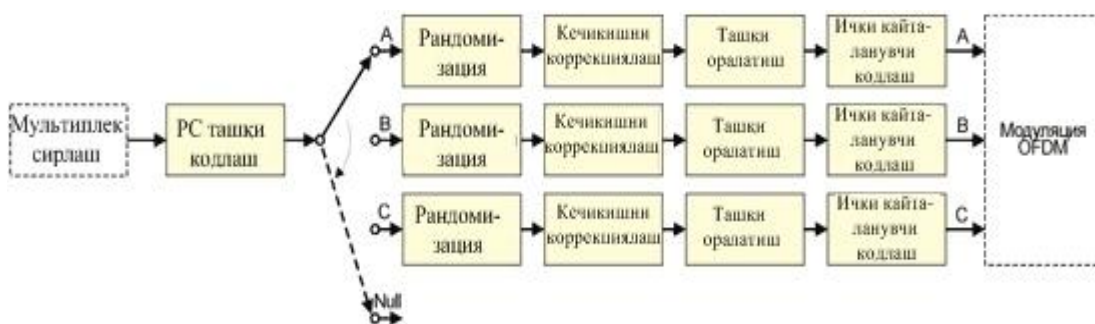 Мультиплек
сирлаш
РС ташқи
кодлаш
A
Рандоми-
зация
Кечикишни
коррекциялаш
Ташки
оралатиш
Ички кайта-
ланувчи
кодлаш
A
B
Рандоми-
зация
Кечикишни
коррекциялаш
Ташки
оралатиш
Ички кайта-
ланувчи
кодлаш
B
C
Рандоми-
зация
Кечикишни
коррекциялаш
Ташки
оралатиш
Ички кайта-
ланувчи
кодлаш
C
Null
Модуляция
OFDM